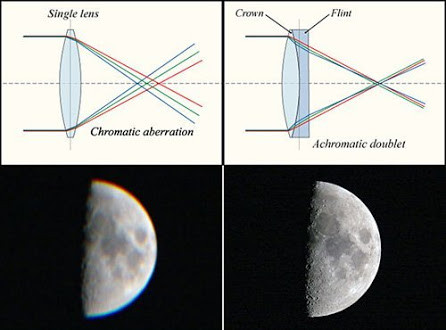 Single lens
Chromatic aberration
Crown
Flint
Achromatic doublet